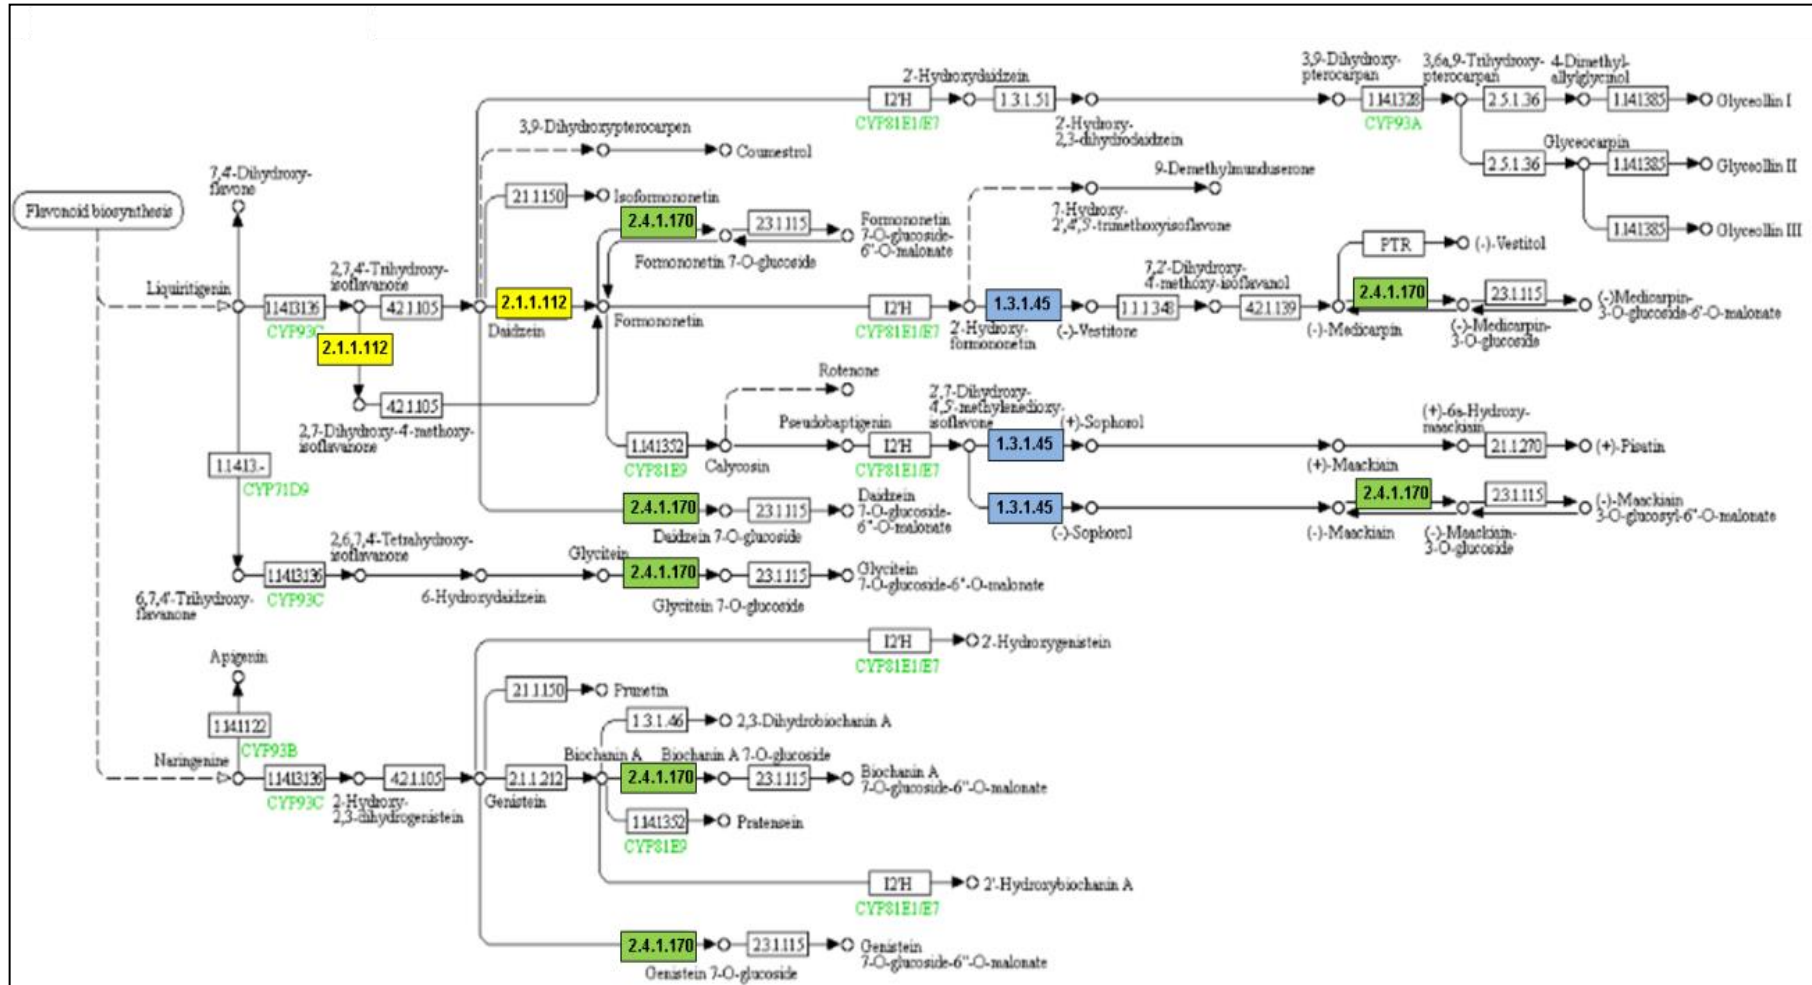 2'-Hydroxydaidzein
3,9-Dihydroxy-
pterocarpan
3,6a,9-Trihydroxy-
pterocarpan
4-Dimethyl-
allylglycinol
I2'H
1.3.1.51
1.14.13.28
2.5.1.36
1.14.13.85
Glyceollin I
CYP81E1/E7
2'-Hydroxy-
2,3-dihydrodaidzein
CYP93A
3,9-Dihydroxypterocarpen
Coumestrol
Glyceocarpin
2.5.1.36
1.14.13.85
Glyceollin II
7,4'-Dihydroxy-
flavone
9-Demethylmunduserone
2.1.1.150
Isoformononetin
Flavonoid biosynthesis
2.4.1.170
2.3.1.115
Formononetin
7-O-glucoside-
6''-O-malonate
Formononetin 7-O-glucoside
7-Hydroxy-
2',4',5'-trimethoxyisoflavone
1.14.13.85
Glyceollin III
PTR
(-)-Vestitol
2,7,4'-Trihydroxy-
isoflavanone
7,2'-Dihydroxy-
4'-methoxy-isoflavanol
Liquiritigenin
1.14.13.136
4.2.1.105
2.1.1.112
I2'H
1.3.1.45
1.1.1.348
4.2.1.139
2.4.1.170
2.3.1.115
(-)Medicarpin-
3-O-glucoside-6''-O-malonate
CYP93C
Daidzein
Formononetin
CYP81E1/E7
2'-Hydroxy-
formononetin
(-)-Vestitone
(-)-Medicarpin
(-)-Medicarpin-
3-O-glucoside
2.1.1.112
Rotenone
4.2.1.105
2,7-Dihydroxy-4'-methoxy-
isoflavanone
2',7-Dihydroxy-
4',5'-methylenedioxy-
isoflavone
Pseudobaptigenin
(+)-Sophorol
(+)-6a-Hydroxy-
maackiain
1.14.13.52
I2'H
1.3.1.45
2.1.1.270
(+)-Pisatin
CYP81E9
Calycosin
CYP81E1/E7
(+)-Maackiain
1.14.13.-
CYP71D9
2.4.1.170
2.3.1.115
Daidzein
7-O-glucoside-
6''-O-malonate
Daidzein 7-O-glucoside
1.3.1.45
(-)-Sophorol
2.4.1.170
2.3.1.115
(-)-Maackiain
3-O-glucosyl-6''-O-malonate
(-)-Maackiain
(-)-Maackiain-
3-O-glucoside
2,6,7,4'-Tetrahydroxy-
isoflavanone
Glycitein
1.14.13.136
2.4.1.170
2.3.1.115
Glycitein
7-O-glucoside-6''-O-malonate
6,7,4'-Trihydroxy-
flavanone
CYP93C
6-Hydroxydaidzein
Glycitein 7-O-glucoside
I2'H
2'-Hydroxygenistein
CYP81E1/E7
Apigenin
2.1.1.150
Prunetin
1.14.11.22
CYP93B
1.3.1.46
2,3-Dihydrobiochanin A
Naringenine
Biochanin A
Biochanin A 7-O-glucoside
1.14.13.136
4.2.1.105
2.1.1.212
2.4.1.170
2.3.1.115
Biochanin A
7-O-glucoside-6''-O-malonate
CYP93C
2-Hydroxy-
2,3-dihydrogenistein
Genistein
1.14.13.52
Pratensein
CYP81E9
I2'H
2'-Hydroxybiochanin A
CYP81E1/E7
2.4.1.170
2.3.1.115
Genistein
7-O-glucoside-6''-O-malonate
Genistein 7-O-glucoside